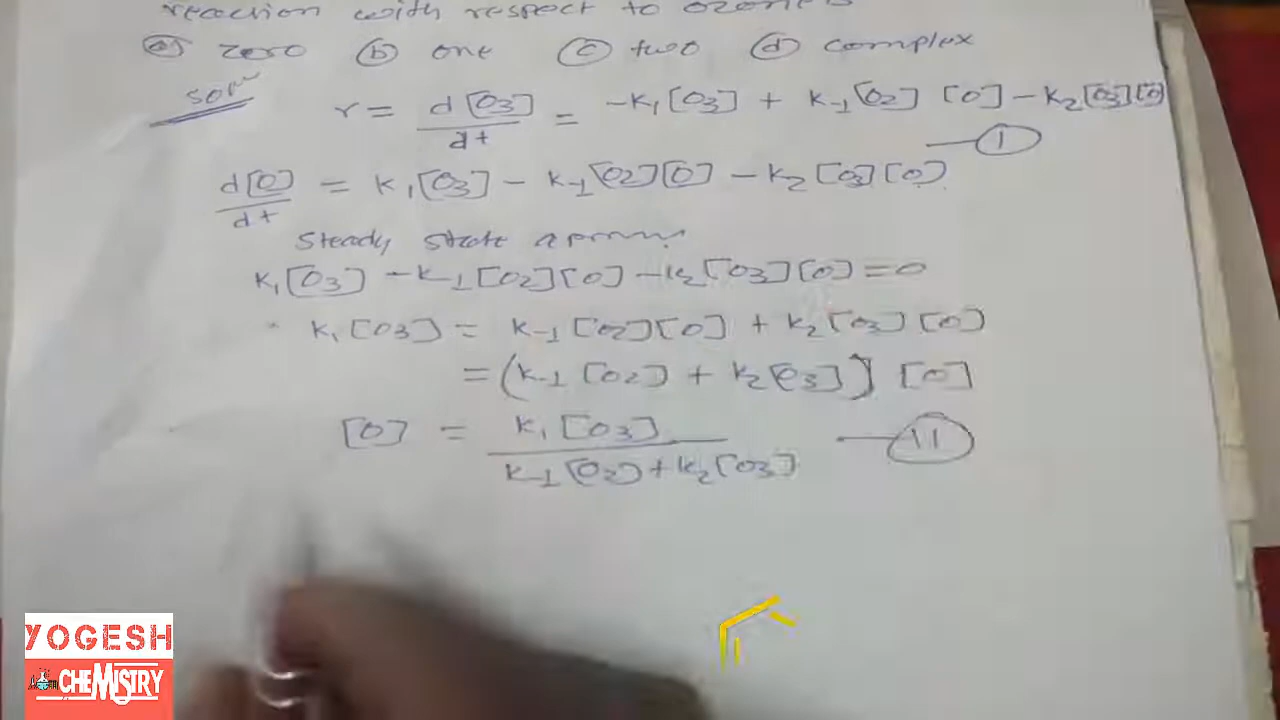 reaction with respect to ozone is
(a) zero (b) one (c) two (d) complex
Soln
r = d[O3]/dt = -K1[O3] + K-1[O2] [O] - K2[O3][O]
1
d[O]/dt = K1[O3] - K-1[O2][O] - K2[O3][O]
Steady state
K1[O3] - K-1[O2][O] - K2[O3][O] = 0
K1[O3] = K-1[O2][O] + K2[O3][O]
= (K-1[O2] + K2[O3]) [O]
[O] = K1[O3] / K-1[O2] + K2[O3]
11
YOGESH
CHEMISTRY